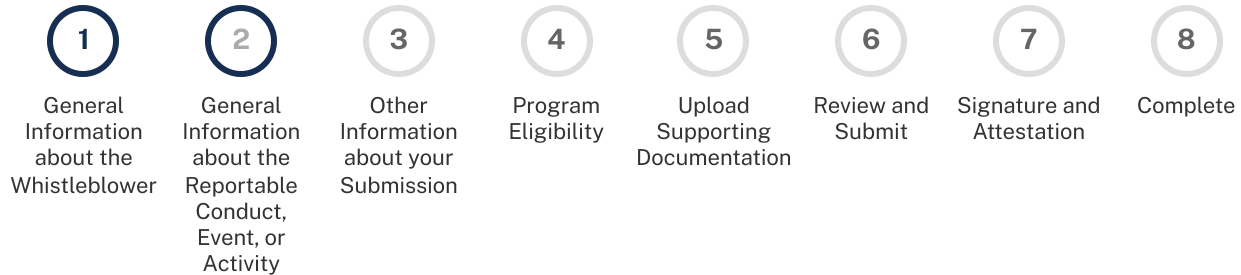 1
General
Information
about the
Whistleblower
2
General
Information
about the
Reportable
Conduct,
Event, or
Activity
3
Other
Information
about your
Submission
4
Program
Eligibility
5
Upload
Supporting
Documentation
6
Review and
Submit
7
Signature and
Attestation
8
Complete